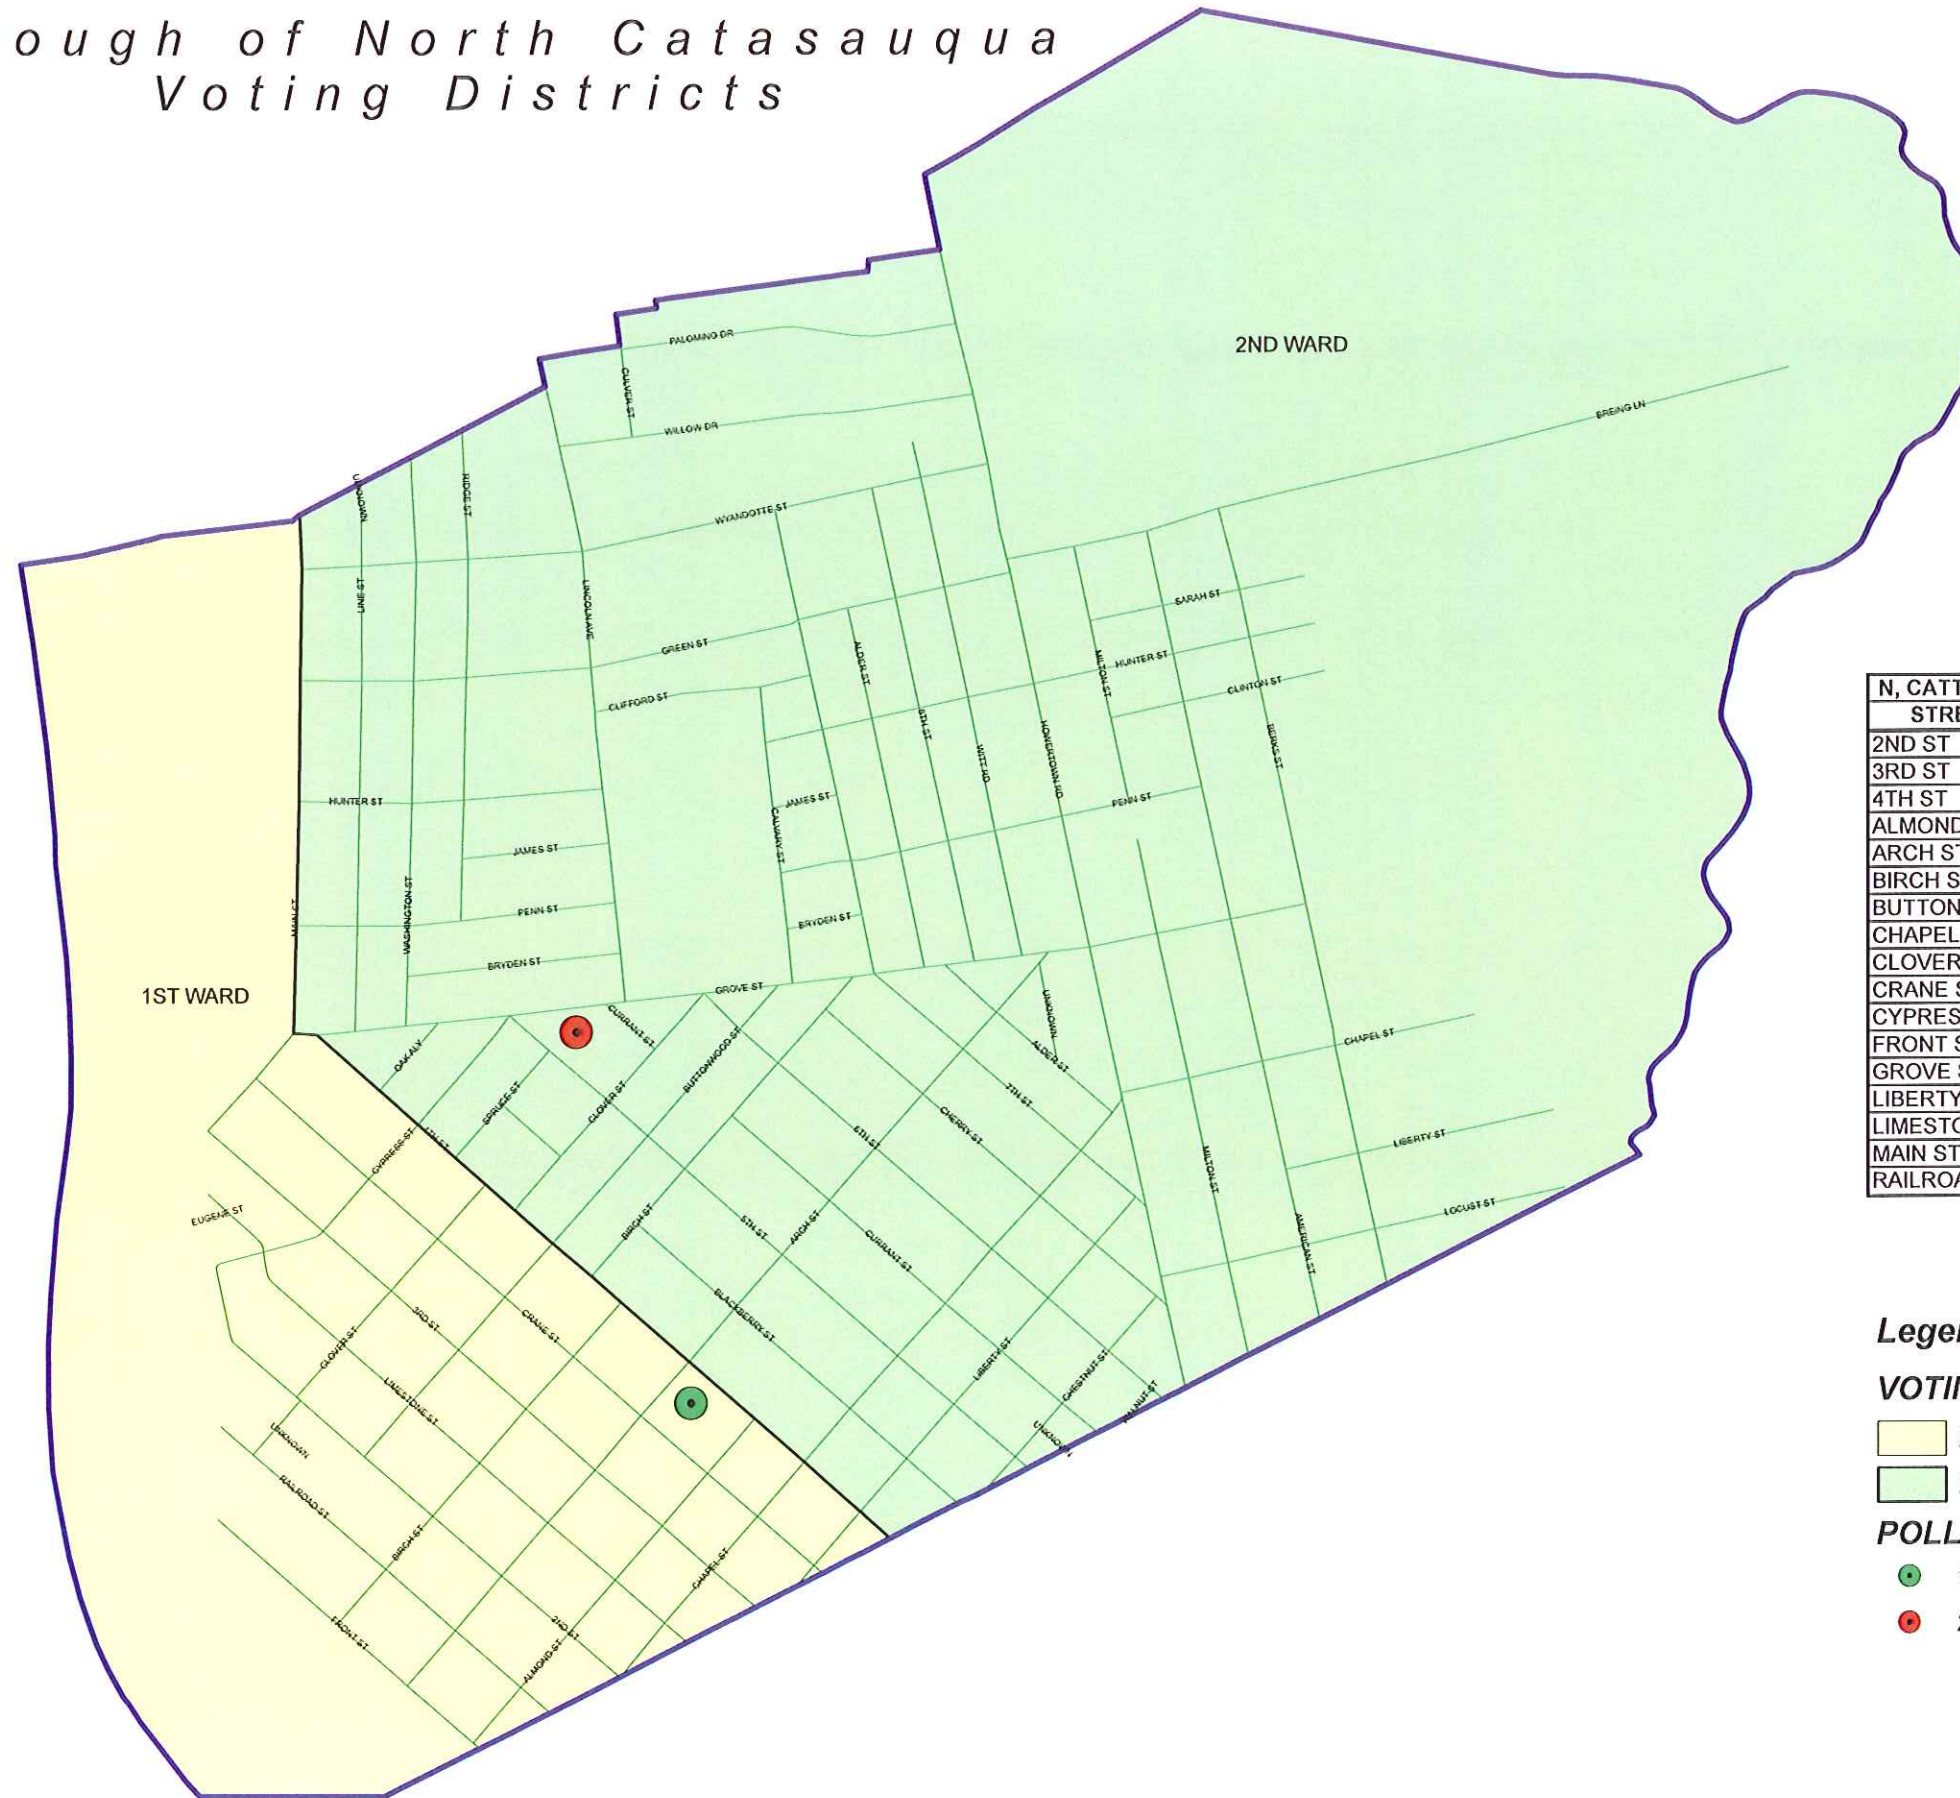 ough of North Catasauqua
Voting Districts
2ND WARD
PALOMINO DR
CULVER ST
WILLOW DR
BREING LN
RIDGE ST
WYANDOTTE ST
LINE ST
LINCOLN AVE
SARAH ST
GREEN ST
ALDER ST
MILTON ST
HUNTER ST
CLINTON ST
CLIFFORD ST
WITT RD
HOWERTOWN RD
BERKS ST
HUNTER ST
JAMES ST
PENN ST
CALVARY ST
JAMES ST
MAIN ST
WASHINGTON ST
PENN ST
BRYDEN ST
BRYDEN ST
1ST WARD
GROVE ST
CURRANT ST
UNKNOWN
OAK ALY
BUTTONWOOD ST
ALDER ST
CHAPEL ST
SPRUCE ST
CLOVER ST
7TH ST
CYPRESS ST
4TH ST
6TH ST
CHERRY ST
LIBERTY ST
MILTON ST
EUGENE ST
BIRCH ST
5TH ST
ARCH ST
CURRANT ST
LOCUST ST
AMERICAN ST
3RD ST
CRANE ST
BLACKBERRY ST
CLOVER ST
LIMESTONE ST
LIBERTY ST
CHESTNUT ST
WALNUT ST
UNKNOWN
UNKNOWN
RAILROAD ST
BIRCH ST
CHAPEL ST
FRONT ST
2ND ST
ALMOND ST
N, CATT
STRE
2ND ST
3RD ST
4TH ST
ALMOND
ARCH ST
BIRCH S
BUTTON
CHAPEL
CLOVER
CRANE S
CYPRES
FRONT S
GROVE S
LIBERTY
LIMESTO
MAIN ST
RAILROA
Lege
VOTI
POLL